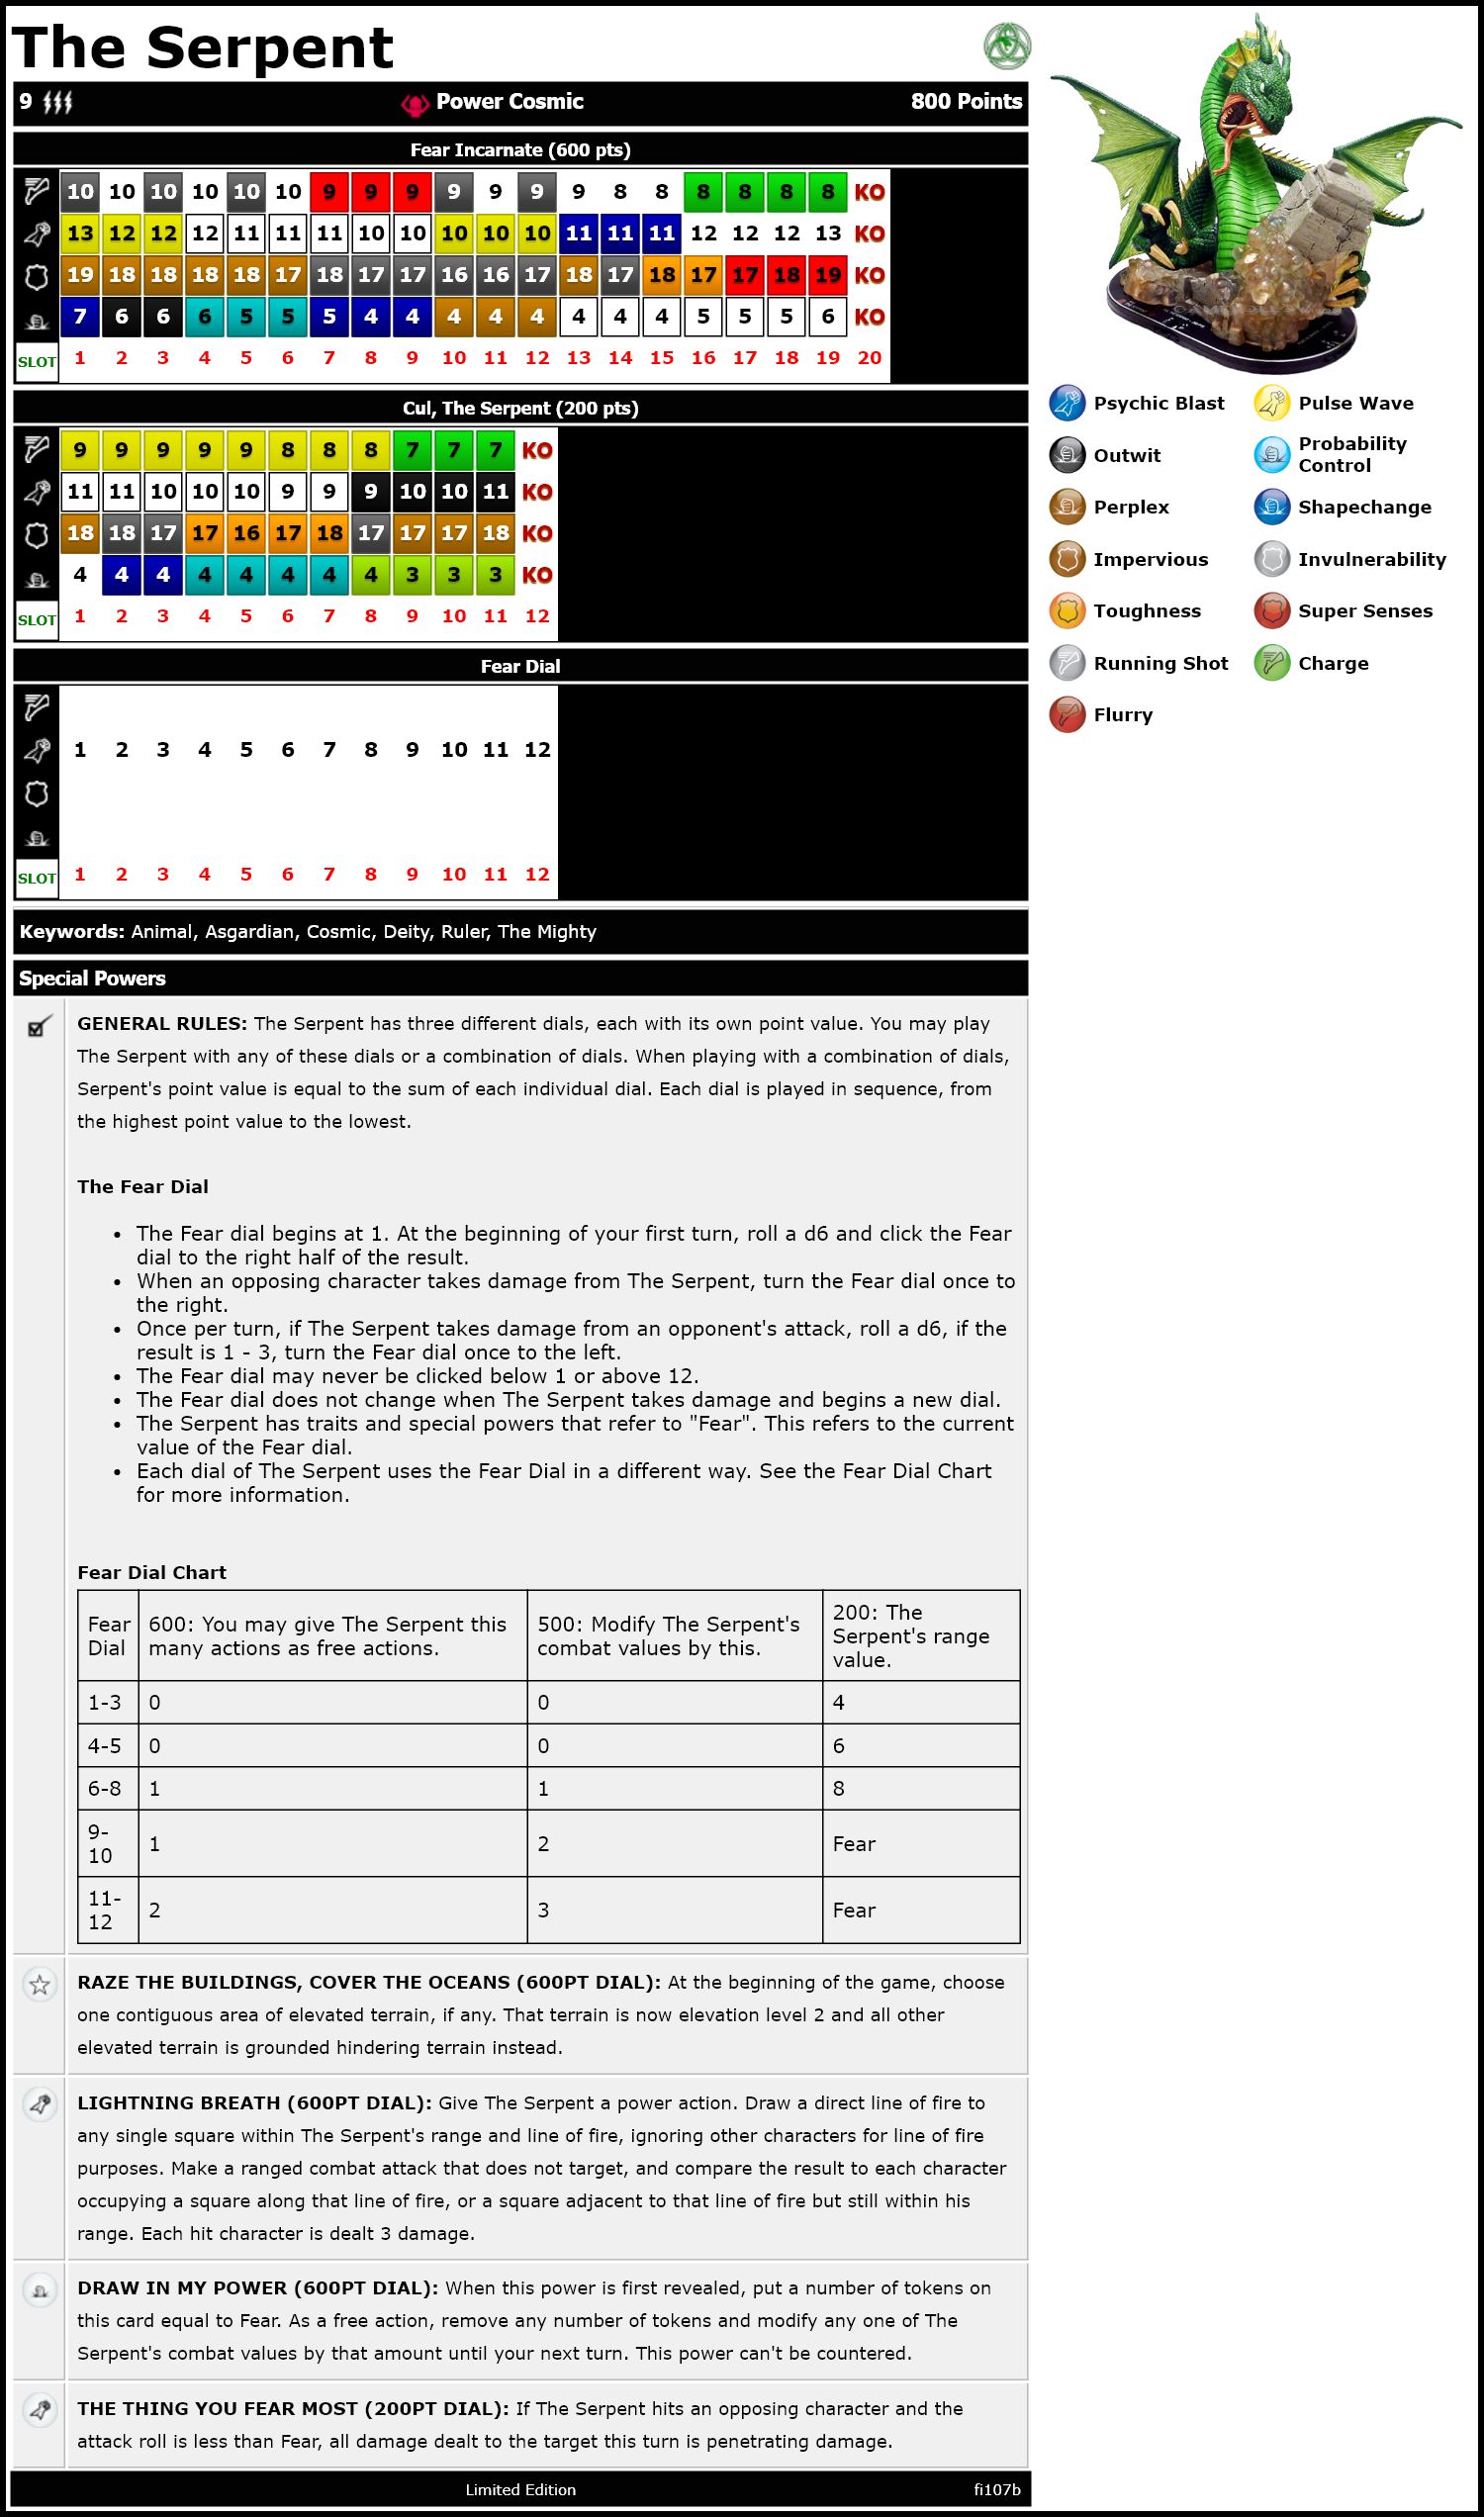 The Serpent
9 Power Cosmic 800 Points
Fear Incarnate (600 pts)
10 10 10 10 10 10 9 9 9 9 9 9 9 8 8 8 8 8 8 KO
13 12 12 12 11 11 11 10 10 10 10 10 11 11 11 12 12 12 13 KO
19 18 18 18 18 17 18 17 17 16 16 17 18 17 18 17 17 18 19 KO
7 6 6 6 5 5 5 4 4 4 4 4 4 4 4 5 5 5 6 KO
SLOT 1 2 3 4 5 6 7 8 9 10 11 12 13 14 15 16 17 18 19 20
Cul, The Serpent (200 pts)
9 9 9 9 9 8 8 8 7 7 7 KO
11 11 10 10 10 9 9 9 10 10 11 KO
18 18 17 17 16 17 18 17 17 17 18 KO
4 4 4 4 4 4 4 4 3 3 3 KO
SLOT 1 2 3 4 5 6 7 8 9 10 11 12
Fear Dial
1 2 3 4 5 6 7 8 9 10 11 12
SLOT 1 2 3 4 5 6 7 8 9 10 11 12
Keywords: Animal, Asgardian, Cosmic, Deity, Ruler, The Mighty
Special Powers
GENERAL RULES: The Serpent has three different dials, each with its own point value. You may play
The Serpent with any of these dials or a combination of dials. When playing with a combination of dials,
Serpent's point value is equal to the sum of each individual dial. Each dial is played in sequence, from
the highest point value to the lowest.
The Fear Dial
• The Fear dial begins at 1. At the beginning of your first turn, roll a d6 and click the Fear
dial to the right half of the result.
• When an opposing character takes damage from The Serpent, turn the Fear dial once to
the right.
• Once per turn, if The Serpent takes damage from an opponent's attack, roll a d6, if the
result is 1 - 3, turn the Fear dial once to the left.
• The Fear dial may never be clicked below 1 or above 12.
• The Fear dial does not change when The Serpent takes damage and begins a new dial.
• The Serpent has traits and special powers that refer to "Fear". This refers to the current
value of the Fear dial.
• Each dial of The Serpent uses the Fear Dial in a different way. See the Fear Dial Chart
for more information.
Fear Dial Chart
Fear Dial 600: You may give The Serpent this many actions as free actions. 500: Modify The Serpent's combat values by this. 200: The Serpent's range value.
1-3 0 0 4
4-5 0 0 6
6-8 1 1 8
9-10 1 2 Fear
11-12 2 3 Fear
RAZE THE BUILDINGS, COVER THE OCEANS (600PT DIAL): At the beginning of the game, choose
one contiguous area of elevated terrain, if any. That terrain is now elevation level 2 and all other
elevated terrain is grounded hindering terrain instead.
LIGHTNING BREATH (600PT DIAL): Give The Serpent a power action. Draw a direct line of fire to
any single square within The Serpent's range and line of fire, ignoring other characters for line of fire
purposes. Make a ranged combat attack that does not target, and compare the result to each character
occupying a square along that line of fire, or a square adjacent to that line of fire but still within his
range. Each hit character is dealt 3 damage.
DRAW IN MY POWER (600PT DIAL): When this power is first revealed, put a number of tokens on
this card equal to Fear. As a free action, remove any number of tokens and modify any one of The
Serpent's combat values by that amount until your next turn. This power can't be countered.
THE THING YOU FEAR MOST (200PT DIAL): If The Serpent hits an opposing character and the
attack roll is less than Fear, all damage dealt to the target this turn is penetrating damage.
Limited Edition fi107b
Psychic Blast Pulse Wave
Outwit Probability Control
Perplex Shapechange
Impervious Invulnerability
Toughness Super Senses
Running Shot Charge
Flurry